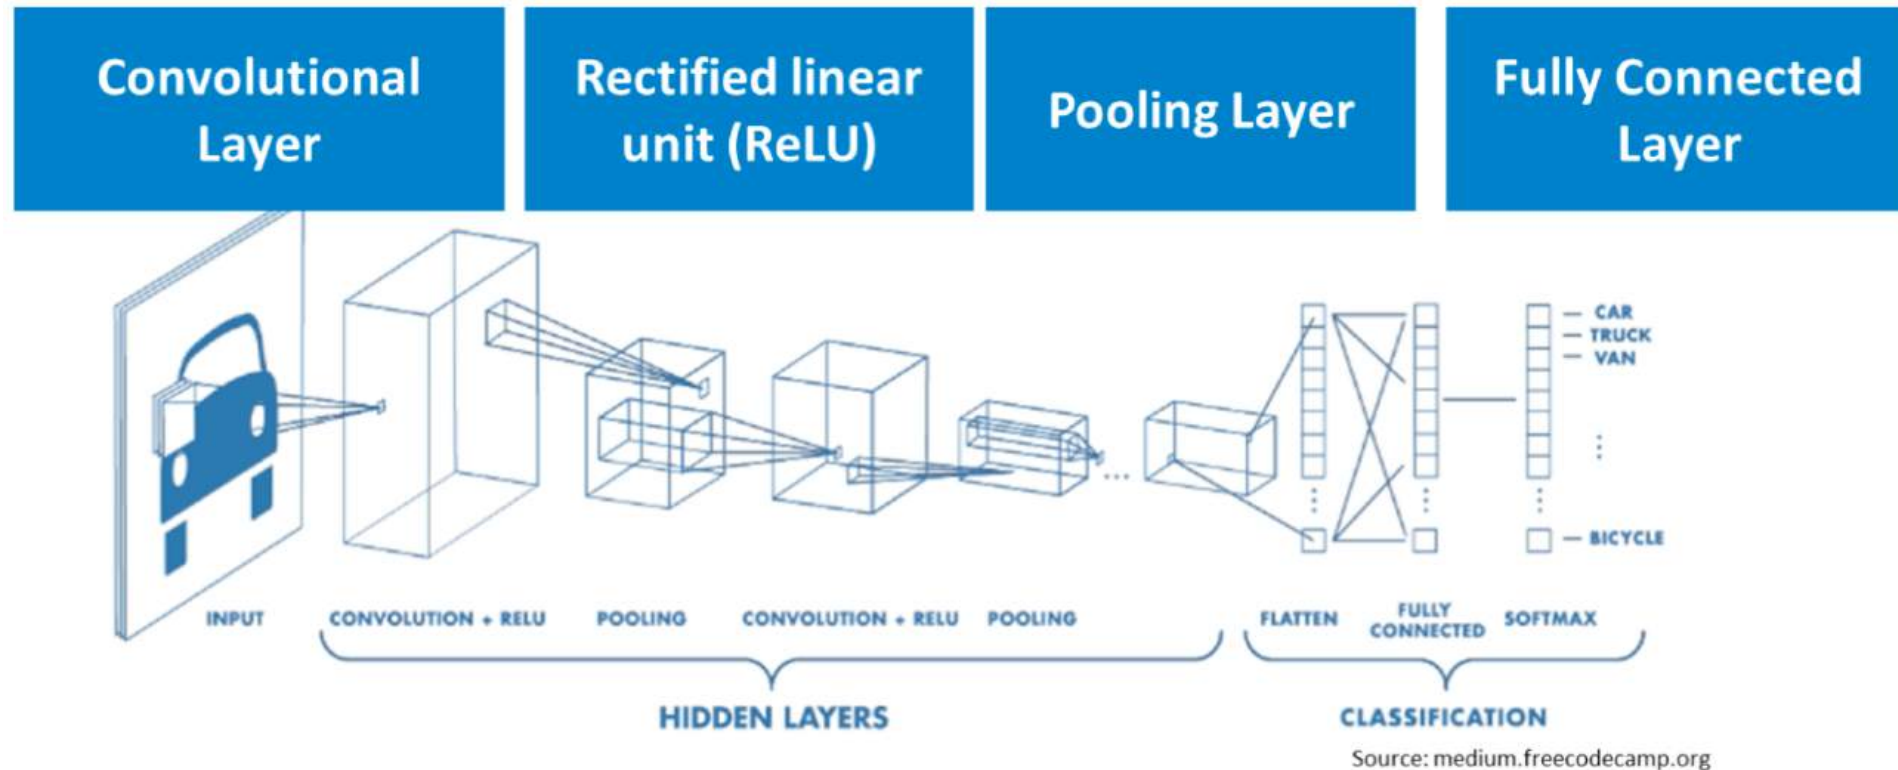 Convolutional
Layer
Rectified linear
unit (ReLU)
Pooling Layer
Fully Connected
Layer
CAR
TRUCK
VAN
BICYCLE
INPUT
CONVOLUTION + RELU
POOLING
CONVOLUTION + RELU
POOLING
FLATTEN
FULLY
CONNECTED
SOFTMAX
HIDDEN LAYERS
CLASSIFICATION
Source: medium.freecodecamp.org